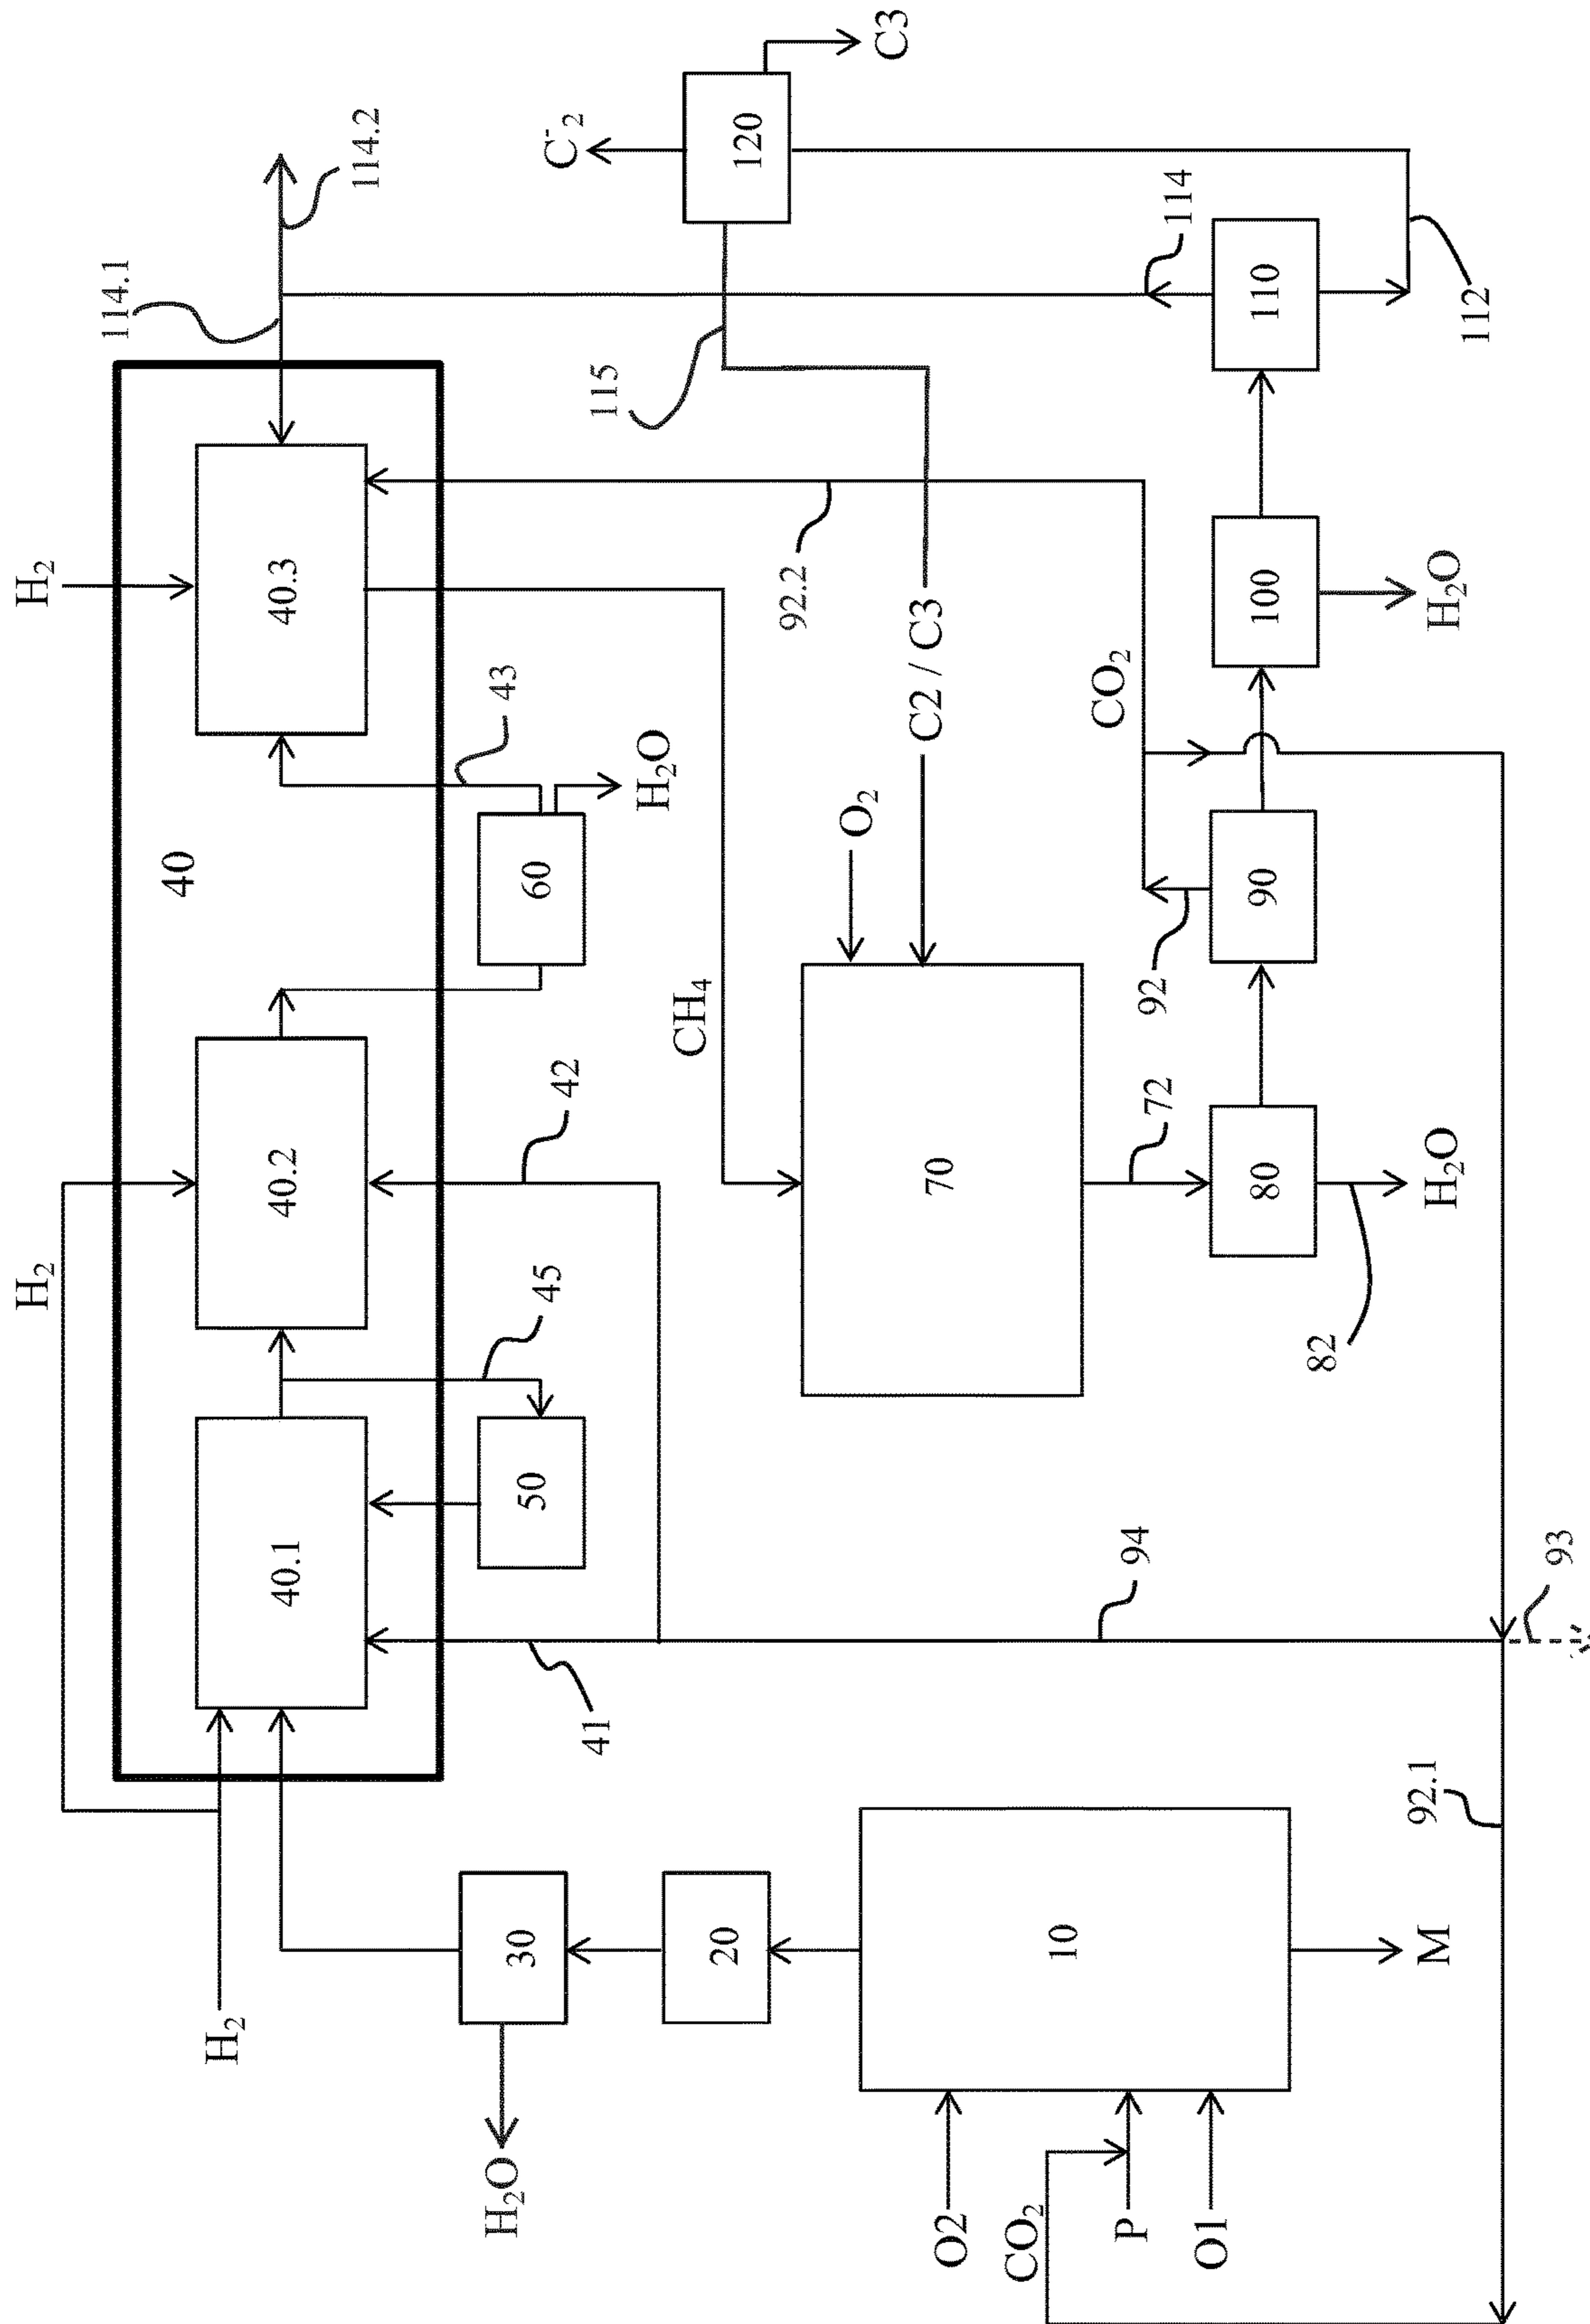 H₂
H₂
H₂
40
40.1
40.2
40.3
114.1
114.2
45
42
43
41
50
60
H₂O
H₂O
30
20
10
M
O2
CO₂
P
O1
92.1
94
93
CH₄
O₂
C2 / C3
70
72
80
82
H₂O
90
92
CO₂
92.2
100
H₂O
110
112
114
115
120
C⁻₂
C3